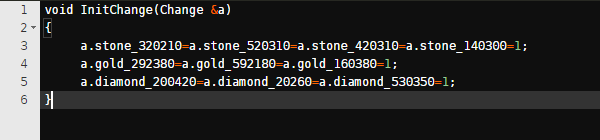 1 void InitChange(Change &a)
2 {
3 a.stone_320210=a.stone_520310=a.stone_420310=a.stone_140300=1;
4 a.gold_292380=a.gold_592180=a.gold_160380=1;
5 a.diamond_200420=a.diamond_20260=a.diamond_530350=1;
6 }